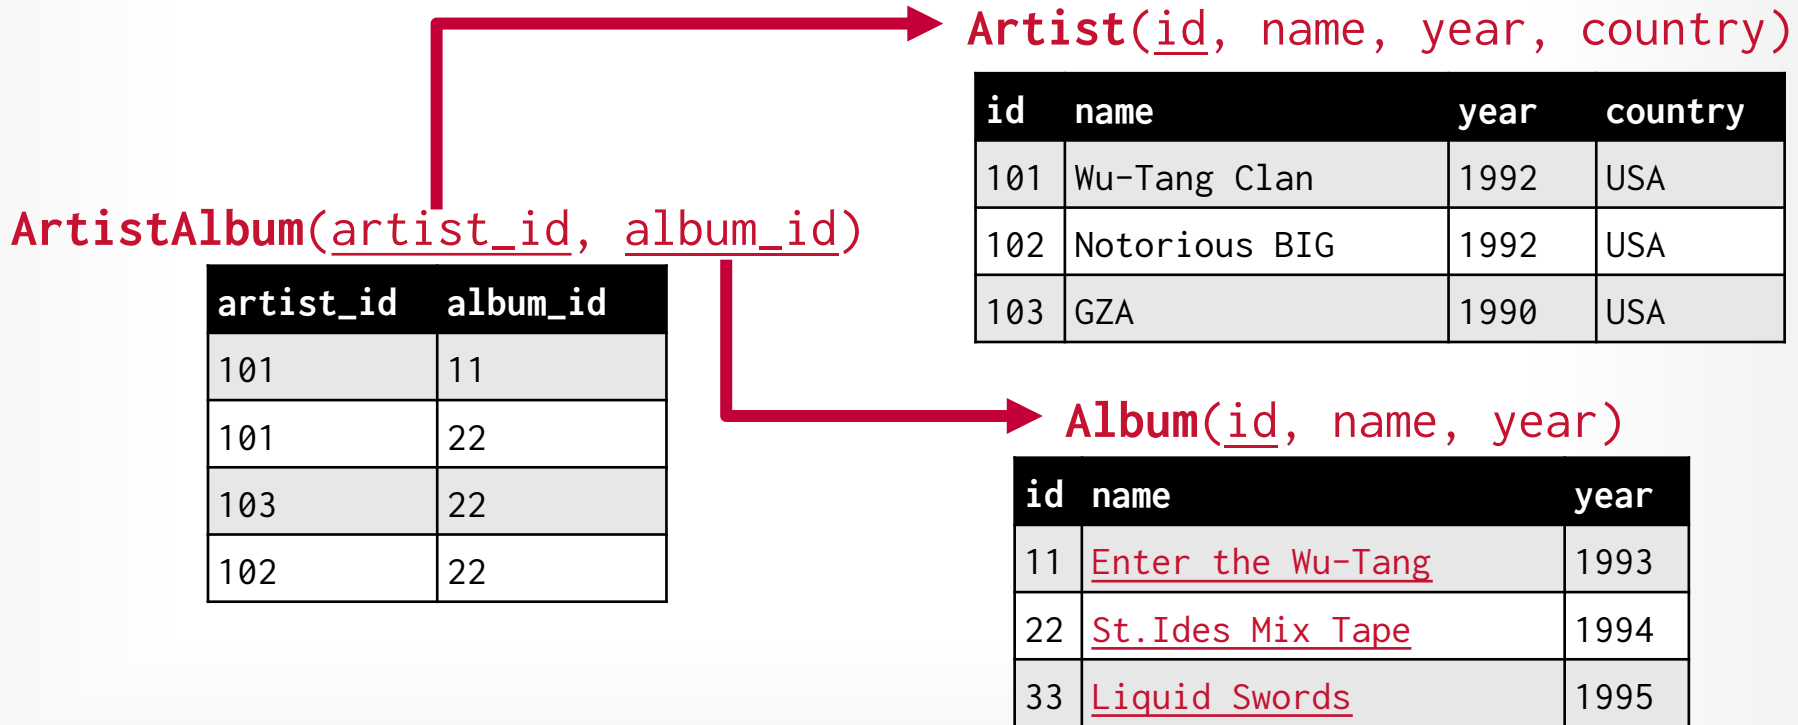 Artist(id, name, year, country)
id name year country
101 Wu-Tang Clan 1992 USA
102 Notorious BIG 1992 USA
103 GZA 1990 USA
ArtistAlbum(artist_id, album_id)
artist_id album_id
101 11
101 22
103 22
102 22
Album(id, name, year)
id name year
11 Enter the Wu-Tang 1993
22 St.Ides Mix Tape 1994
33 Liquid Swords 1995